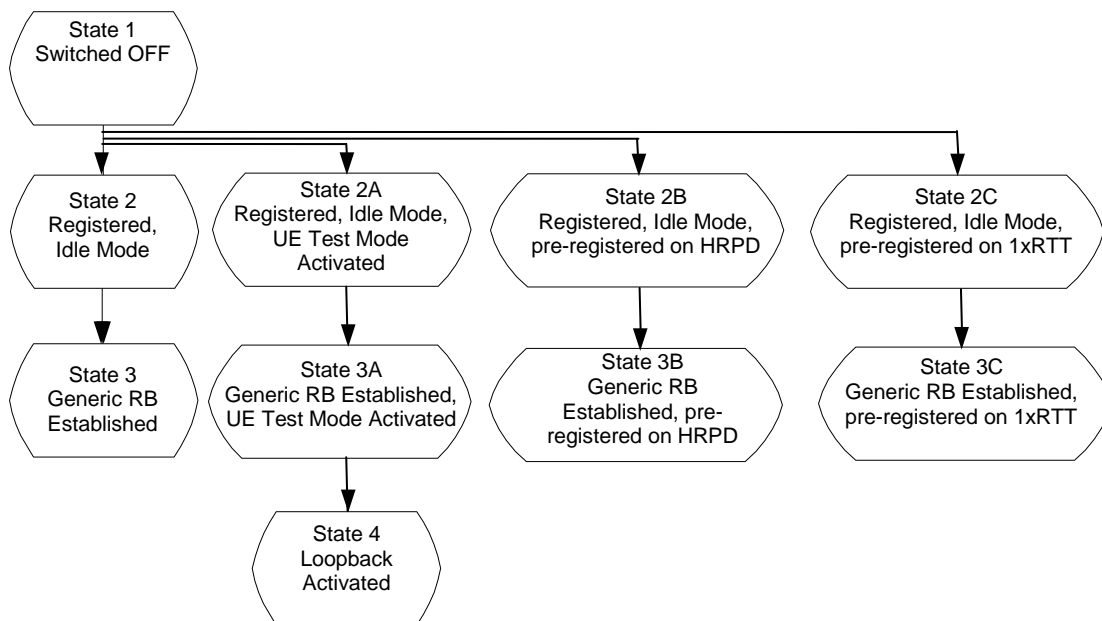 State 1
Switched OFF
State 2
Registered,
Idle Mode
State 2A
Registered, Idle Mode,
UE Test Mode
Activated
State 2B
Registered, Idle Mode,
pre-registered on HRPD
State 2C
Registered, Idle Mode,
pre-registered on 1xRTT
State 3
Generic RB
Established
State 3A
Generic RB Established,
UE Test Mode Activated
State 3B
Generic RB
Established, pre-
registered on HRPD
State 3C
Generic RB Established,
pre-registered on 1xRTT
State 4
Loopback
Activated